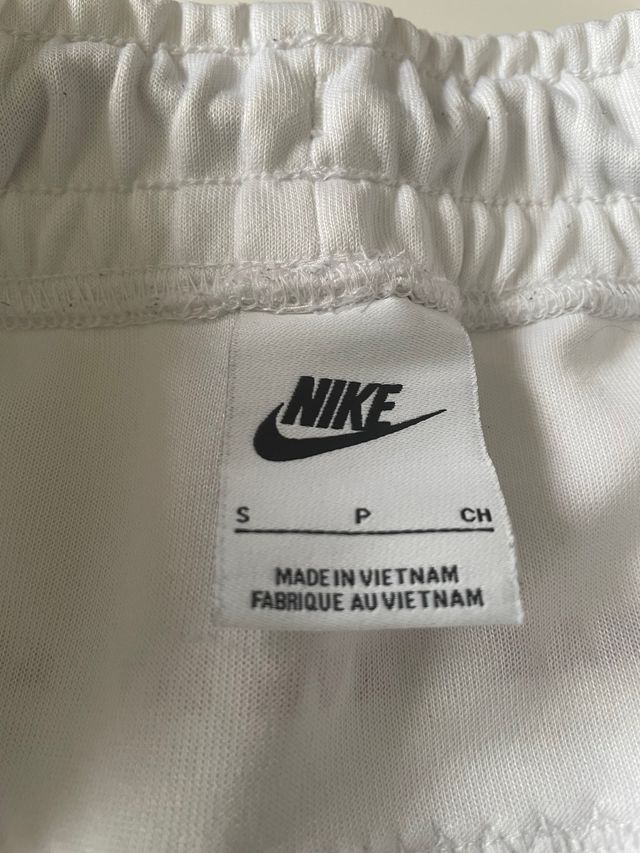 NIKE
S P CH
MADE IN VIETNAM
FABRIQUE AU VIETNAM